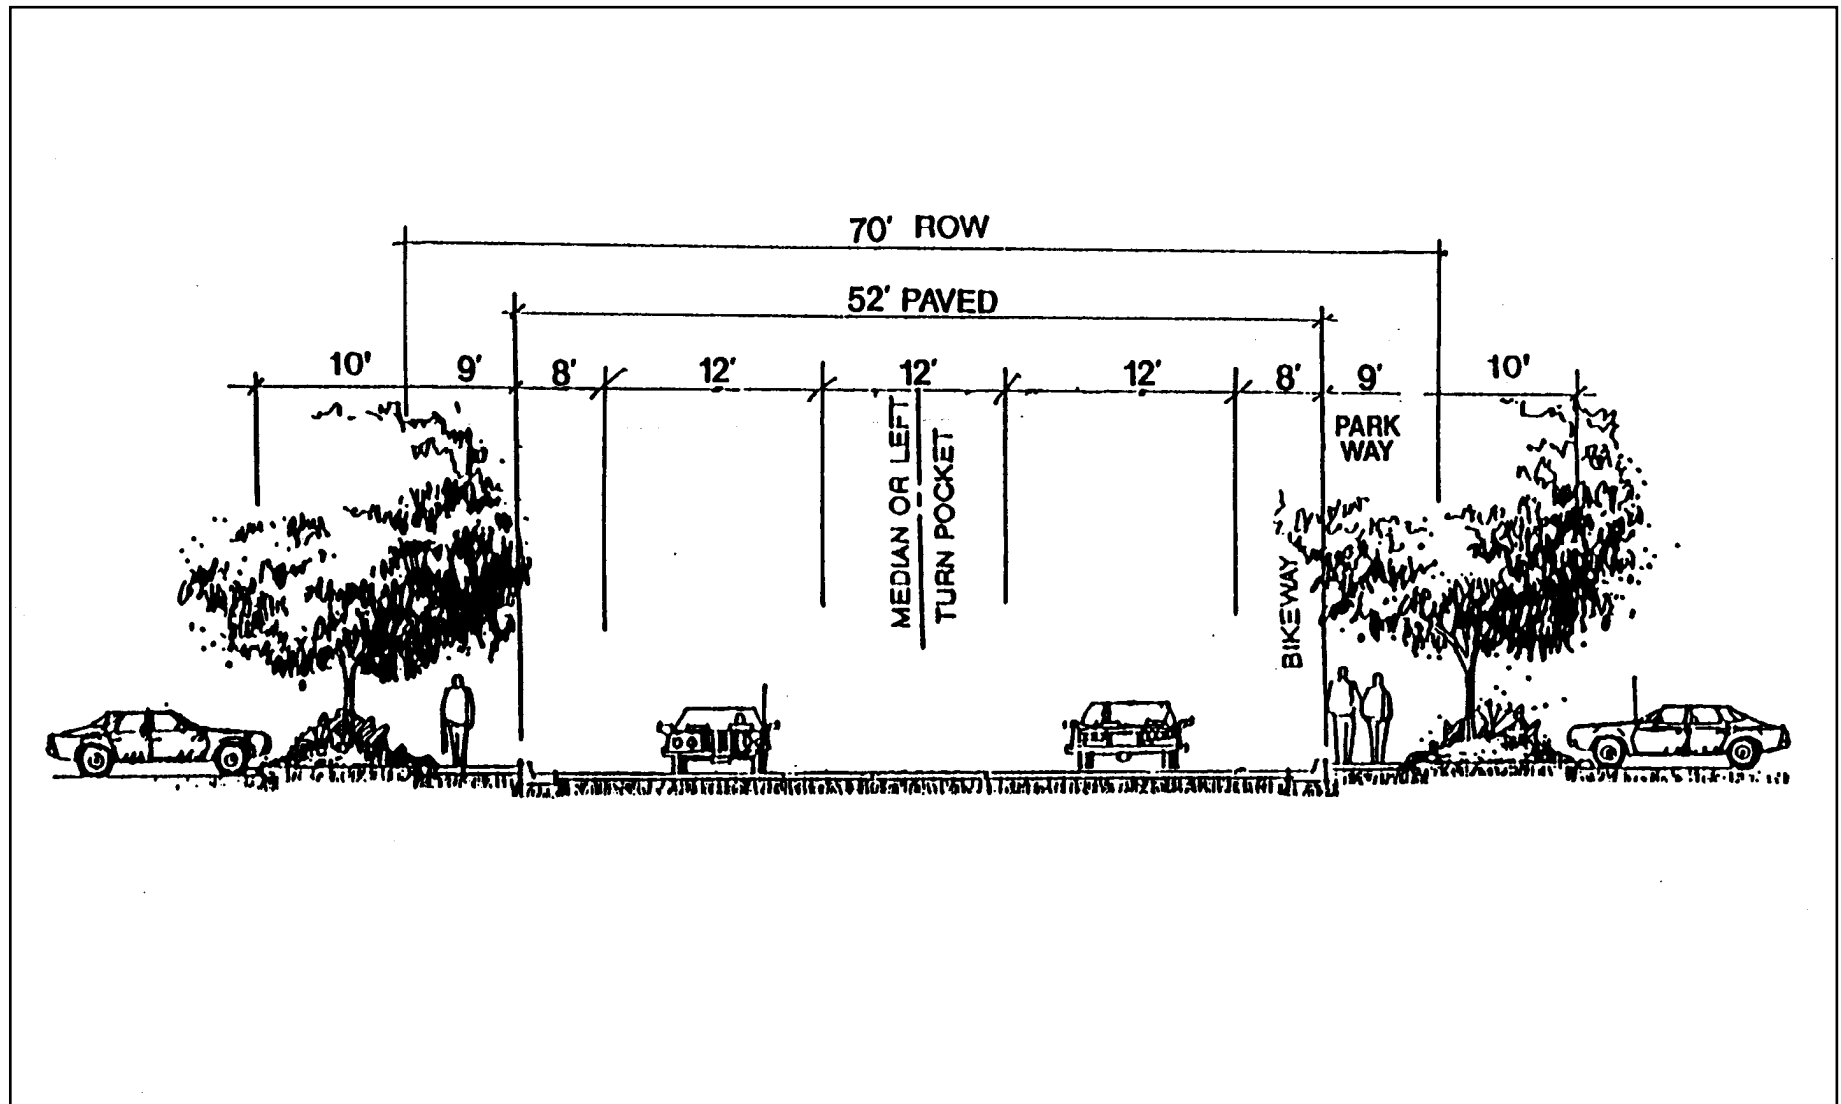 70' ROW
52' PAVED
10' 9' 8' 12' 12' 12' 8' 9' 10'
MEDIAN OR LEFT
TURN POCKET
BIKEWAY
PARK
WAY